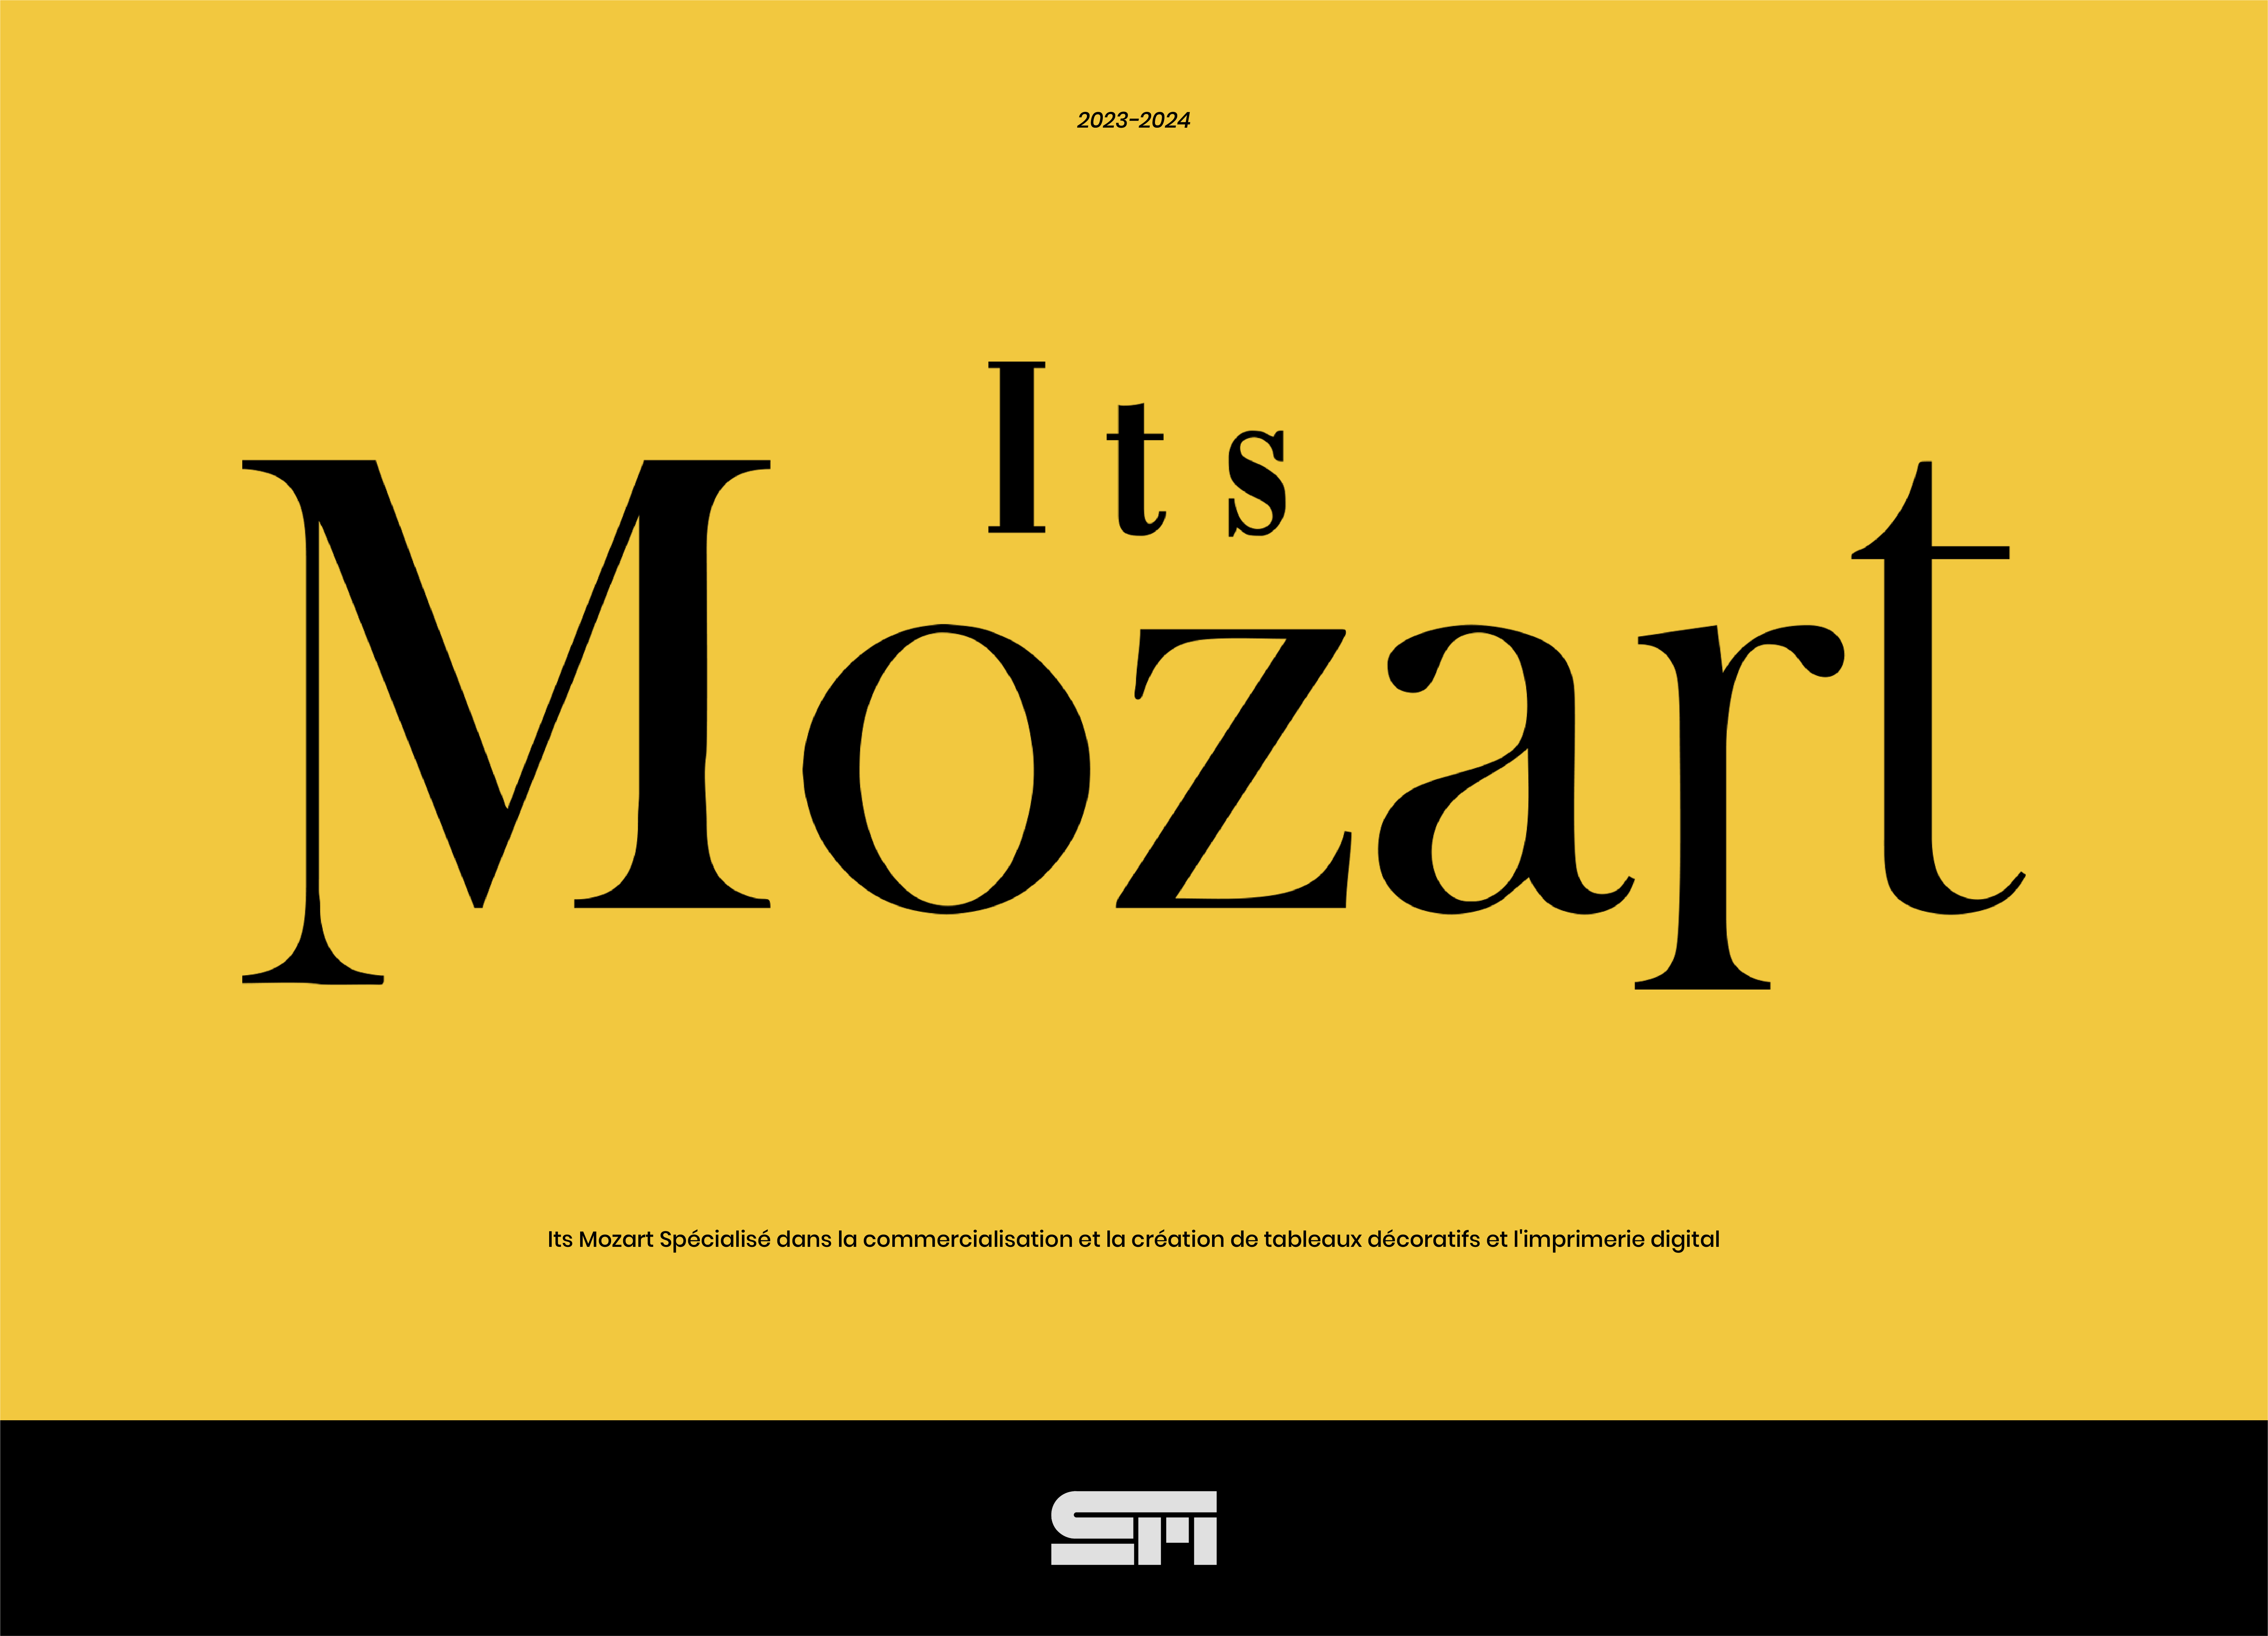 2023-2024
Its
Mozart
Its Mozart Spécialisé dans la commercialisation et la création de tableaux décoratifs et l'imprimerie digital
SM